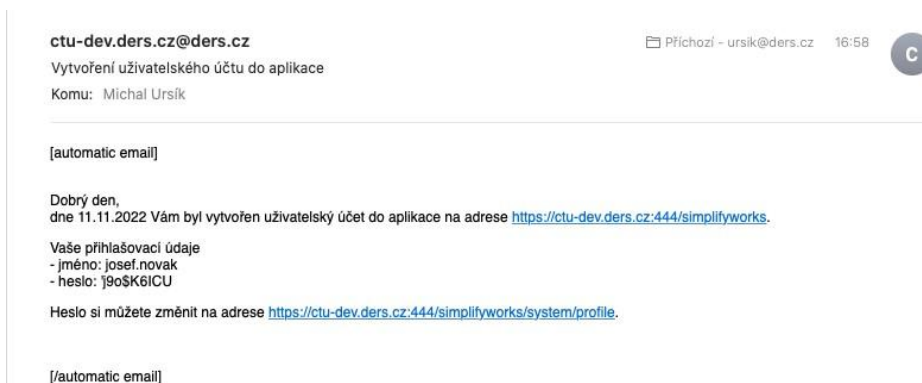 ctu-dev.ders.cz@ders.cz
Příchozí - ursik@ders.cz 16:58
C
Vytvoření uživatelského účtu do aplikace
Komu: Michal Ursík
[automatic email]
Dobrý den,
dne 11.11.2022 Vám byl vytvořen uživatelský účet do aplikace na adrese https://ctu-dev.ders.cz:444/simplifyworks.
Vaše přihlašovací údaje
- jméno: josef.novak
- heslo: 'j9o$K6ICU
Heslo si můžete změnit na adrese https://ctu-dev.ders.cz:444/simplifyworks/system/profile.
[/automatic email]